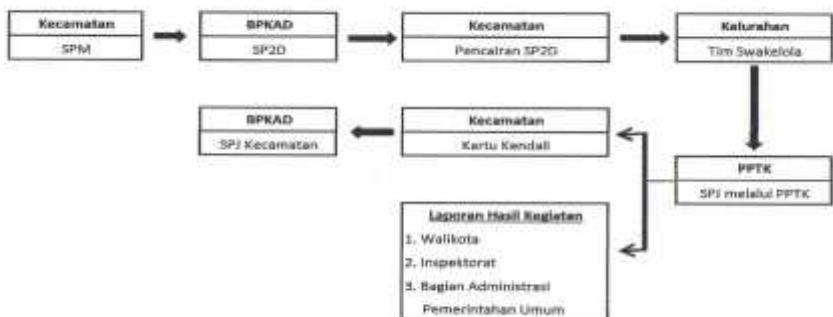 Kecamatan
SPM
BPKAD
SP2D
Kecamatan
Pencairan SP2D
Kelurahan
Tim Swakelola
BPKAD
SPJ Kecamatan
Kecamatan
Kartu Kendali
PPTK
SPJ melalui PPTK
Laporan Hasil Kegiatan
1. Walikota
2. Inspektorat
3. Bagian Administrasi
Pemerintahan Umum